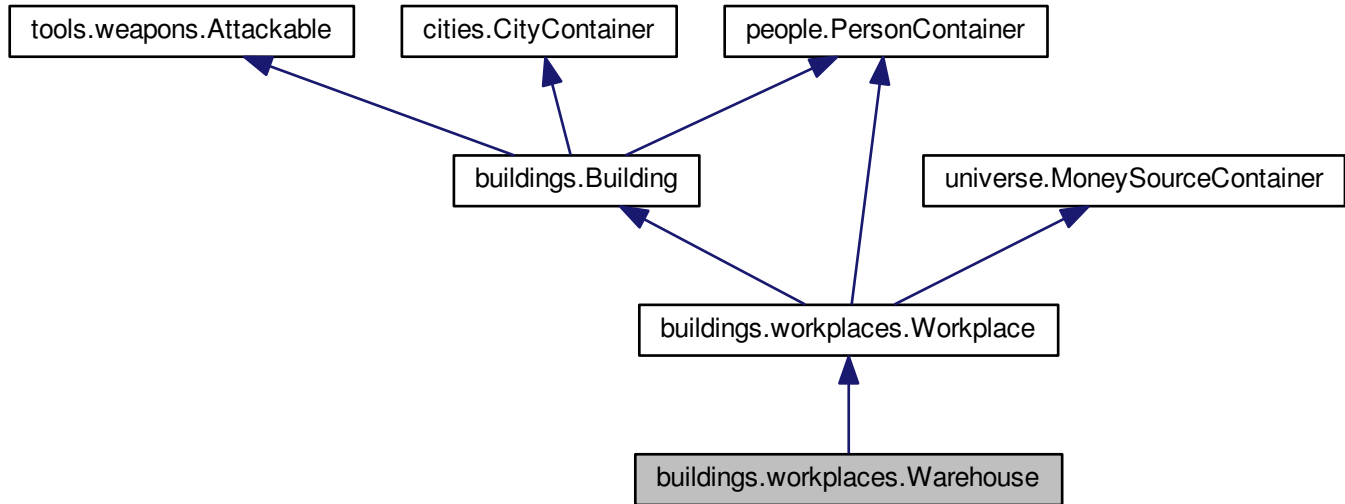 tools.weapons.Attackable
cities.CityContainer
people.PersonContainer
buildings.Building
universe.MoneySourceContainer
buildings.workplaces.Workplace
buildings.workplaces.Warehouse